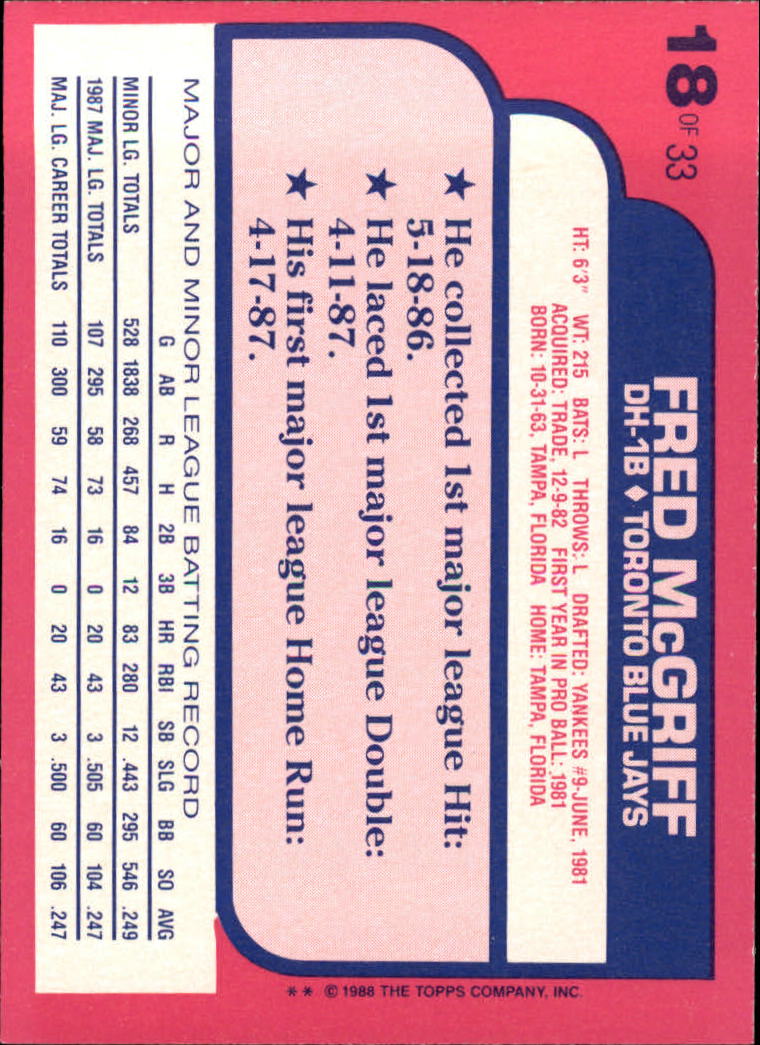 18 OF 33
FRED McGRIFF
DH-1B ♦ TORONTO BLUE JAYS
HT: 6'3" WT: 215 BATS: L THROWS: L DRAFTED: YANKEES #9-JUNE, 1981
ACQUIRED: TRADE, 12-9-82 FIRST YEAR IN PRO BALL: 1981
BORN: 10-31-63, TAMPA, FLORIDA HOME: TAMPA, FLORIDA
★ He collected 1st major league Hit:
5-18-86.
★ He laced 1st major league Double:
4-11-87.
★ His first major league Home Run:
4-17-87.
MAJOR AND MINOR LEAGUE BATTING RECORD
G AB R H 2B 3B HR RBI SB SLG BB SO AVG
MINOR LG. TOTALS 528 1838 268 457 84 12 83 280 12 .443 295 546 .249
1987 MAJ. LG. TOTALS 107 295 58 73 16 0 20 43 3 .505 60 104 .247
MAJ. LG. CAREER TOTALS 110 300 59 74 16 0 20 43 3 .500 60 106 .247
** © 1988 THE TOPPS COMPANY, INC.